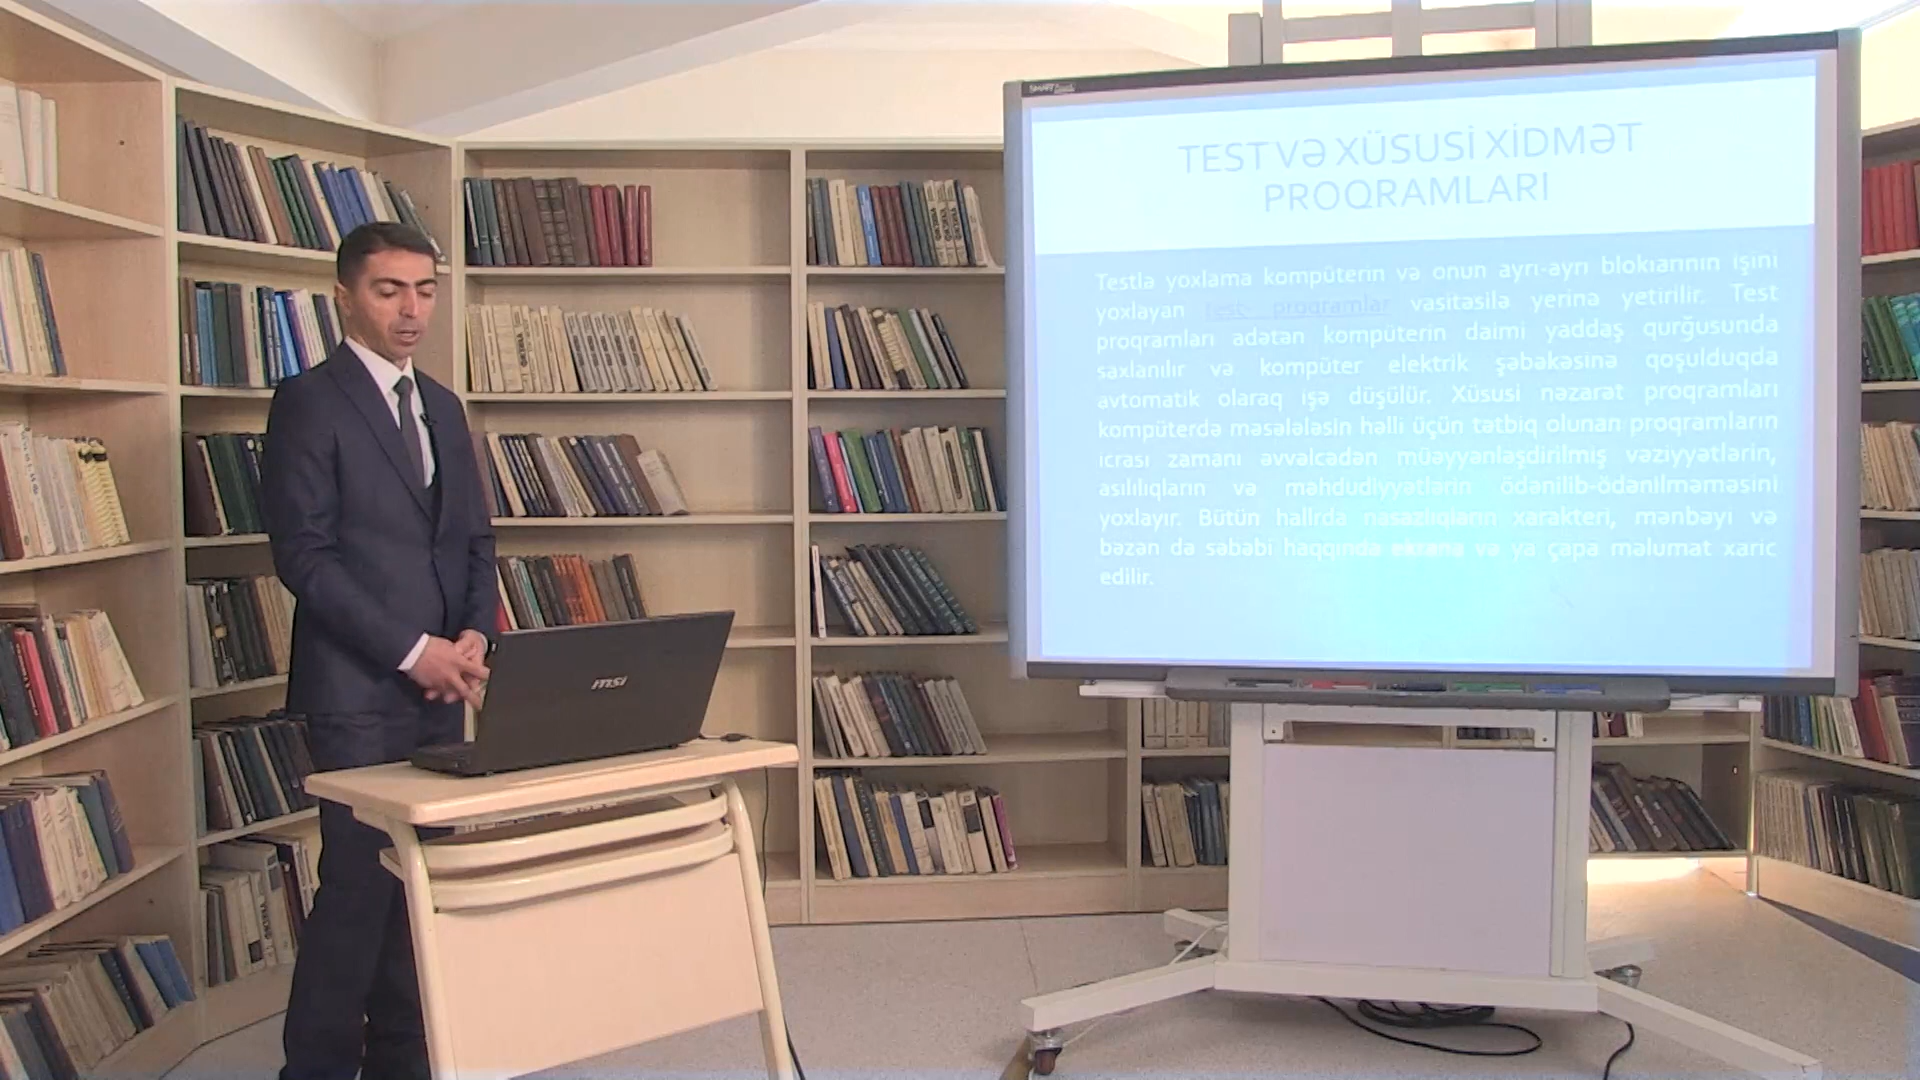 SMART
TEST VƏ XÜSUSİ XİDMƏT
PROQRAMLARI
Testlə yoxlama kompüterin və onun ayrı-ayrı bloklarının işini
yoxlayan test proqramlar vasitəsilə yerinə yetirilir. Test
proqramları adətən kompüterin daimi yaddaş qurğusunda
saxlanılır və kompüter elektrik şəbəkəsinə qoşulduqda
avtomatik olaraq işə düşülür. Xüsusi nəzarət proqramları
kompüterdə məsələləsin həlli üçün tətbiq olunan proqramların
icrası zamanı əvvəlcədən müəyyənləşdirilmiş vəziyyətlərin,
asılılıqların və məhdudiyyətlərin ödənilib-ödənilməməsini
yoxlayır. Bütün hallrda nasazlıqların xarakteri, mənbəyi və
bəzən də səbəbi haqqında ekrana və ya çapa məlumat xaric
edilir.
msi